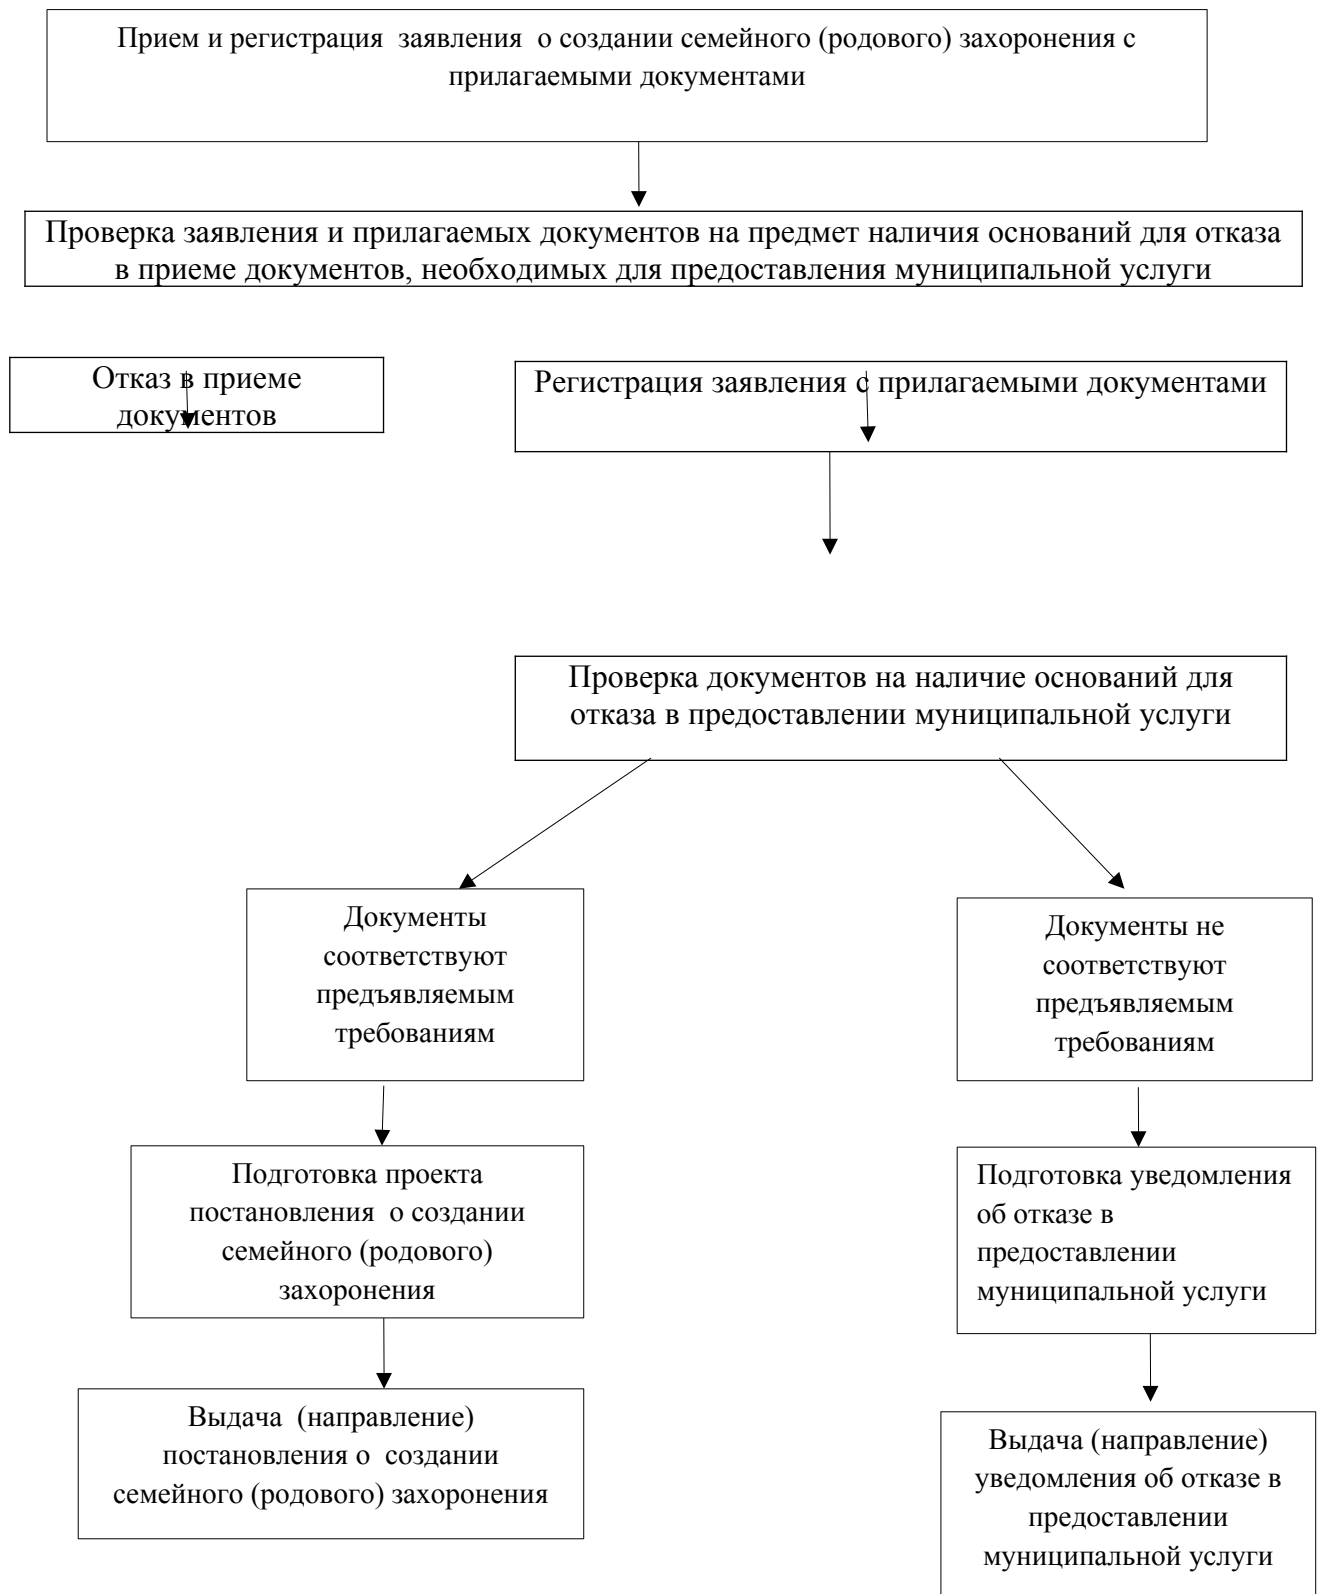 Прием и регистрация заявления о создании семейного (родового) захоронения с
прилагаемыми документами
Проверка заявления и прилагаемых документов на предмет наличия оснований для отказа
в приеме документов, необходимых для предоставления муниципальной услуги
Отказ в приеме
документов
Регистрация заявления с прилагаемыми документами
Проверка документов на наличие оснований для
отказа в предоставлении муниципальной услуги
Документы
соответствуют
предъявляемым
требованиям
Документы не
соответствуют
предъявляемым
требованиям
Подготовка проекта
постановления о создании
семейного (родового)
захоронения
Подготовка уведомления
об отказе в
предоставлении
муниципальной услуги
Выдача (направление)
постановления о создании
семейного (родового) захоронения
Выдача (направление)
уведомления об отказе в
предоставлении
муниципальной услуги